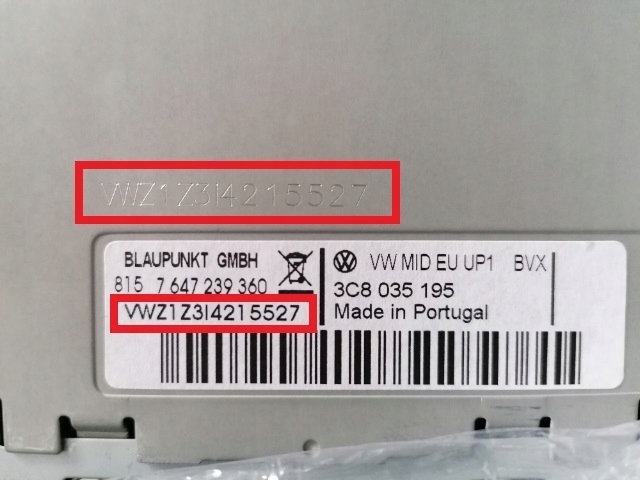 VWZ1Z3I4215527
BLAUPUNKT GMBH
815 7 647 239 360
VWZ1Z3I4215527
VW MID EU UP1 BVX
3C8 035 195
Made in Portugal